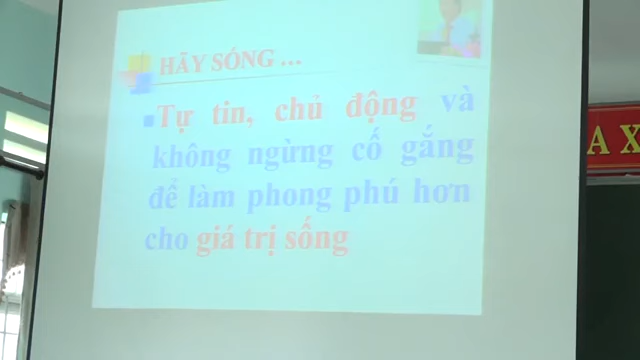 HÃY SỐNG ...
Tự tin, chủ động và
không ngừng cố gắng
để làm phong phú hơn
cho giá trị sống
A X